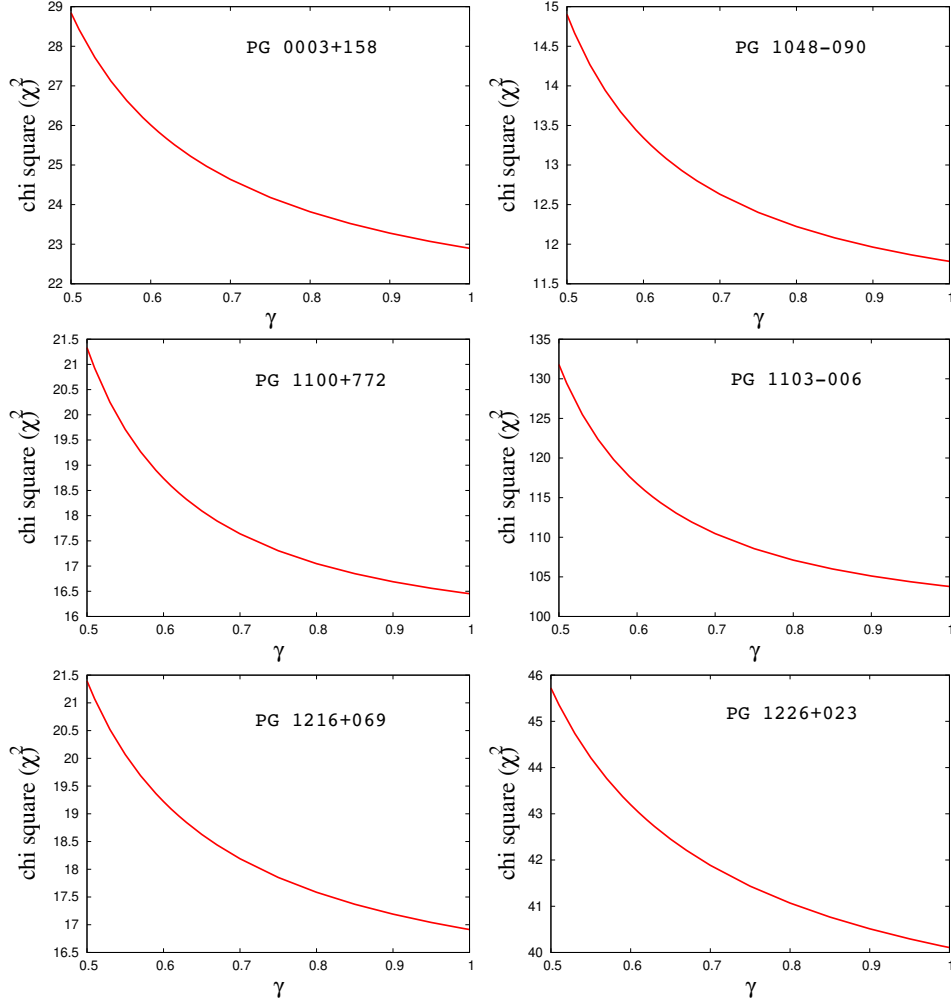 PG 0003+158
chi square (χ²)
29
28
27
26
25
24
23
22
0.5 0.6 0.7 0.8 0.9 1
γ
PG 1048-090
chi square (χ²)
15
14.5
14
13.5
13
12.5
12
11.5
0.5 0.6 0.7 0.8 0.9 1
γ
PG 1100+772
chi square (χ²)
21.5
21
20.5
20
19.5
19
18.5
18
17.5
17
16.5
16
0.5 0.6 0.7 0.8 0.9 1
γ
PG 1103-006
chi square (χ²)
135
130
125
120
115
110
105
100
0.5 0.6 0.7 0.8 0.9 1
γ
PG 1216+069
chi square (χ²)
21.5
21
20.5
20
19.5
19
18.5
18
17.5
17
16.5
0.5 0.6 0.7 0.8 0.9 1
γ
PG 1226+023
chi square (χ²)
46
45
44
43
42
41
40
0.5 0.6 0.7 0.8 0.9 1
γ